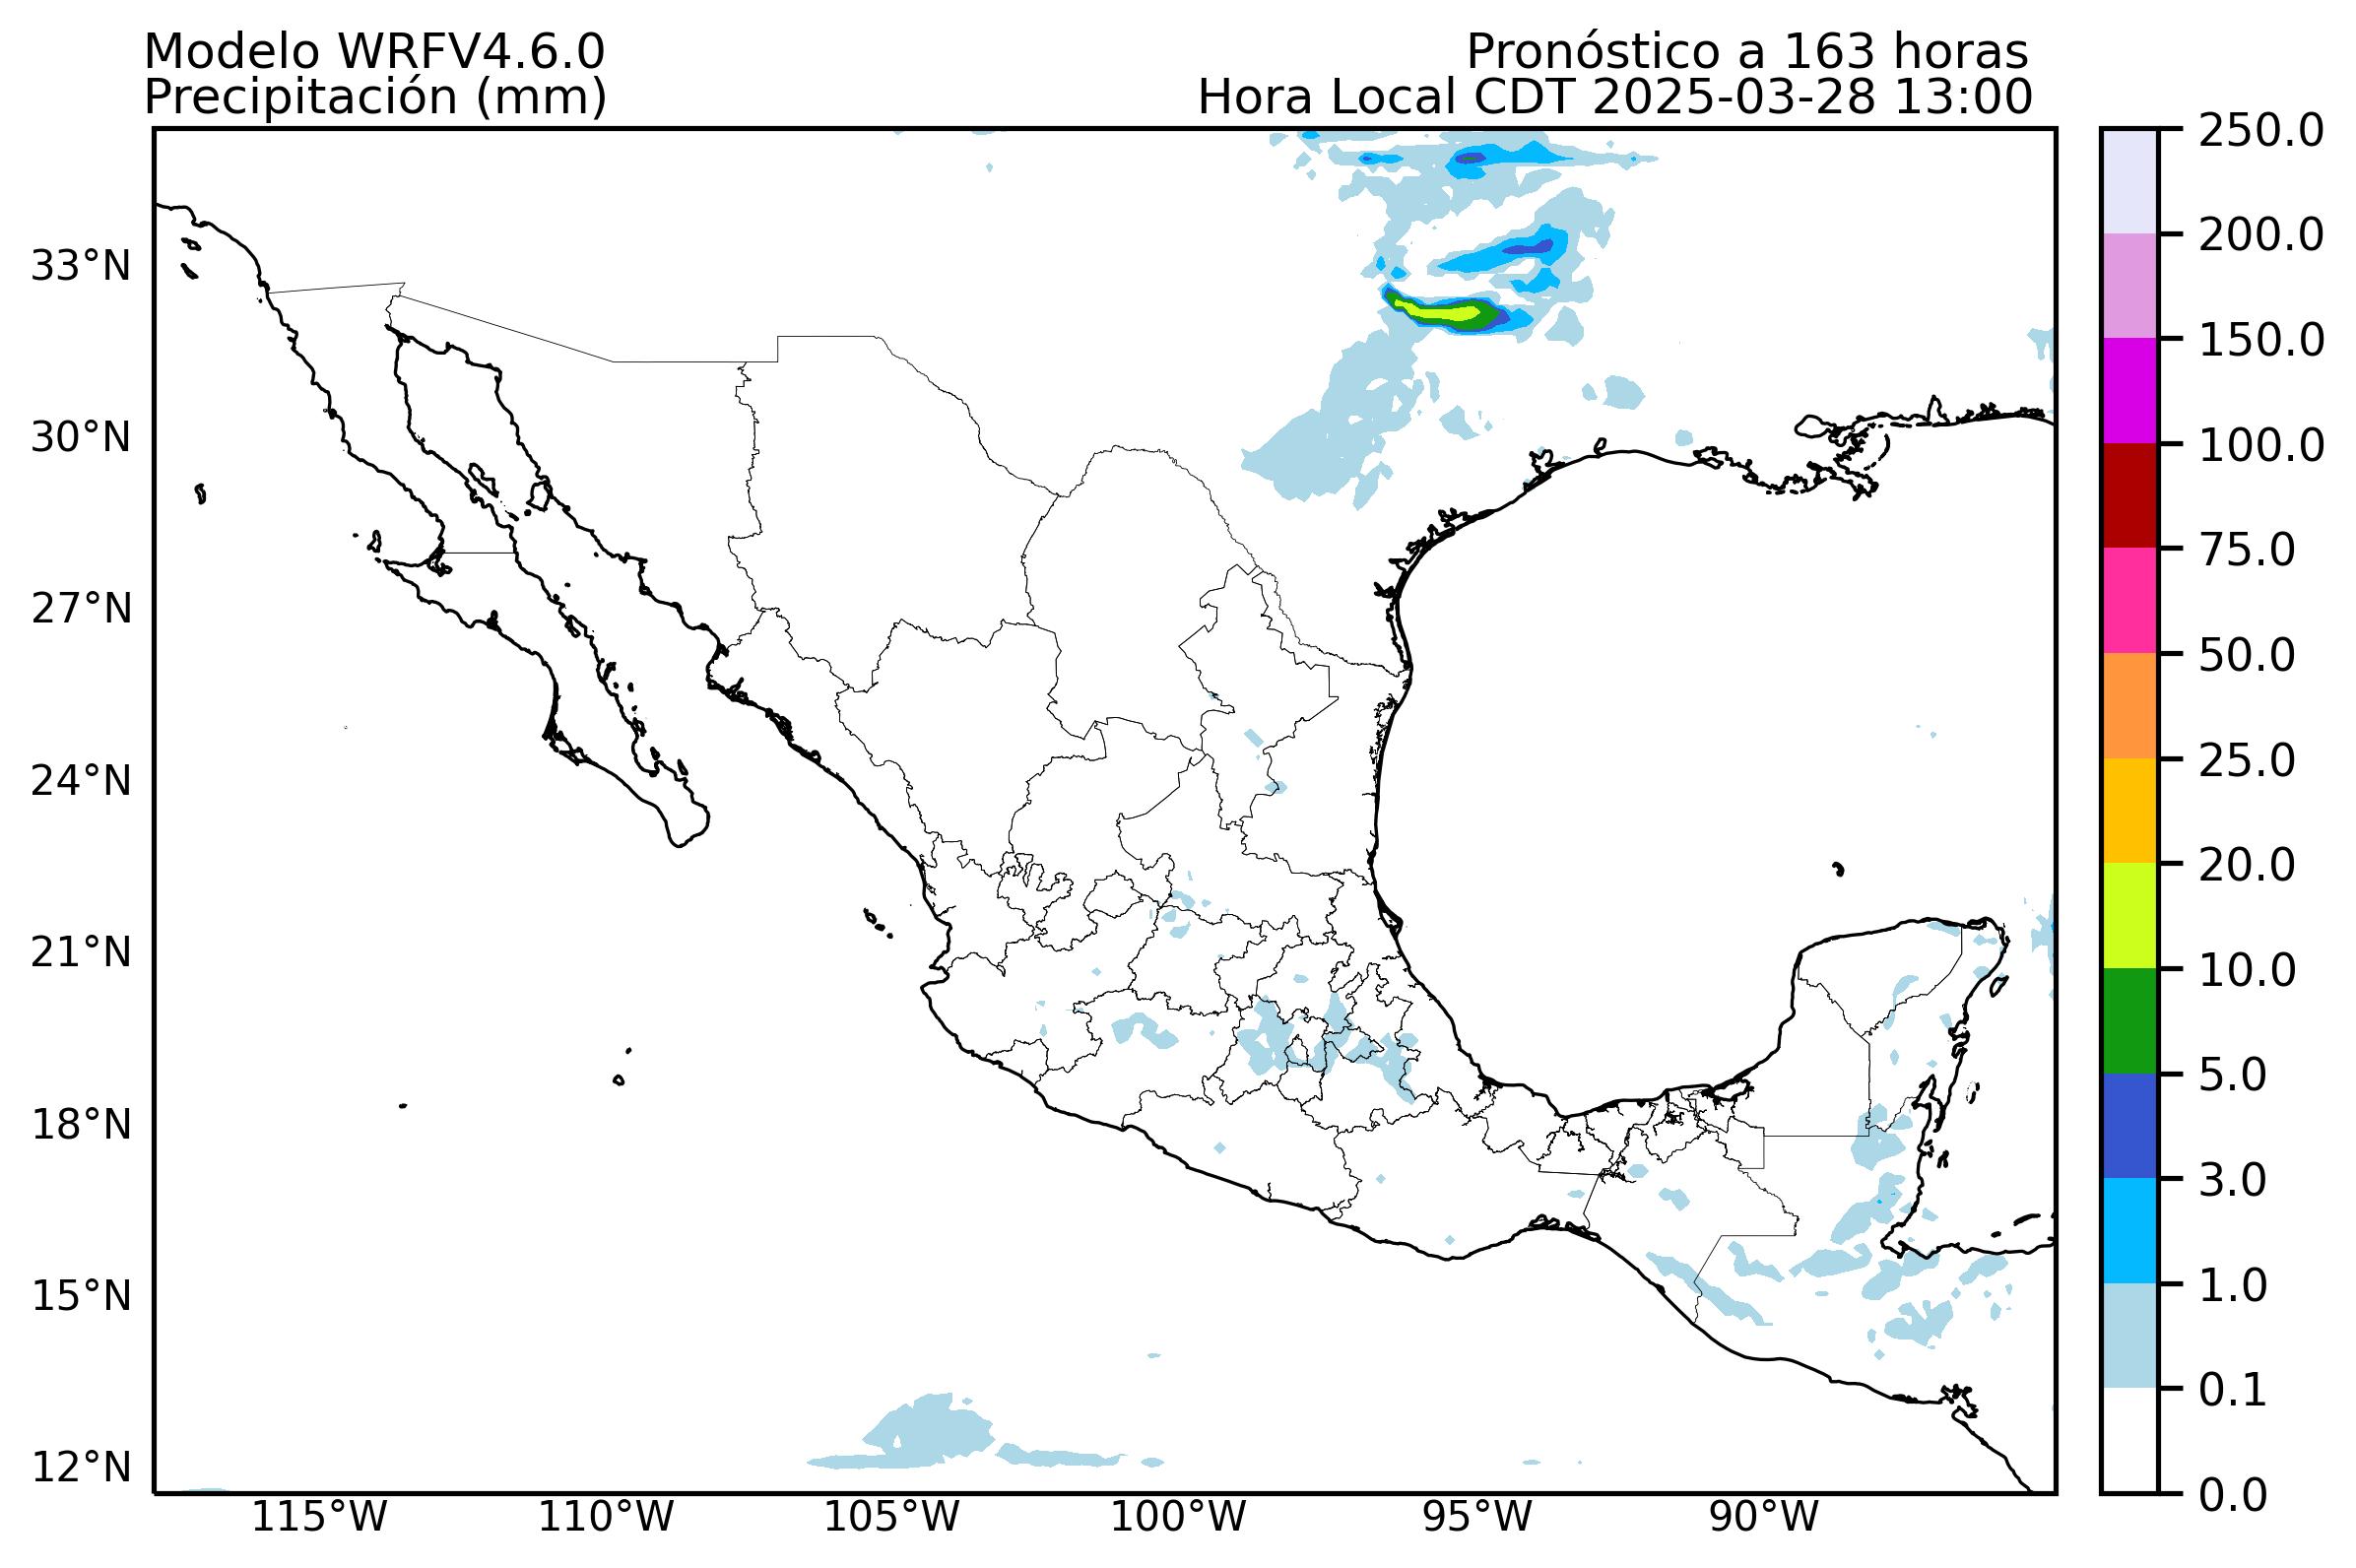 Modelo WRFV4.6.0
Pronóstico a 163 horas
Precipitación (mm)
Hora Local CDT 2025-03-28 13:00
33°N
30°N
27°N
24°N
21°N
18°N
15°N
12°N
115°W
110°W
105°W
100°W
95°W
90°W
250.0
200.0
150.0
100.0
75.0
50.0
25.0
20.0
10.0
5.0
3.0
1.0
0.1
0.0